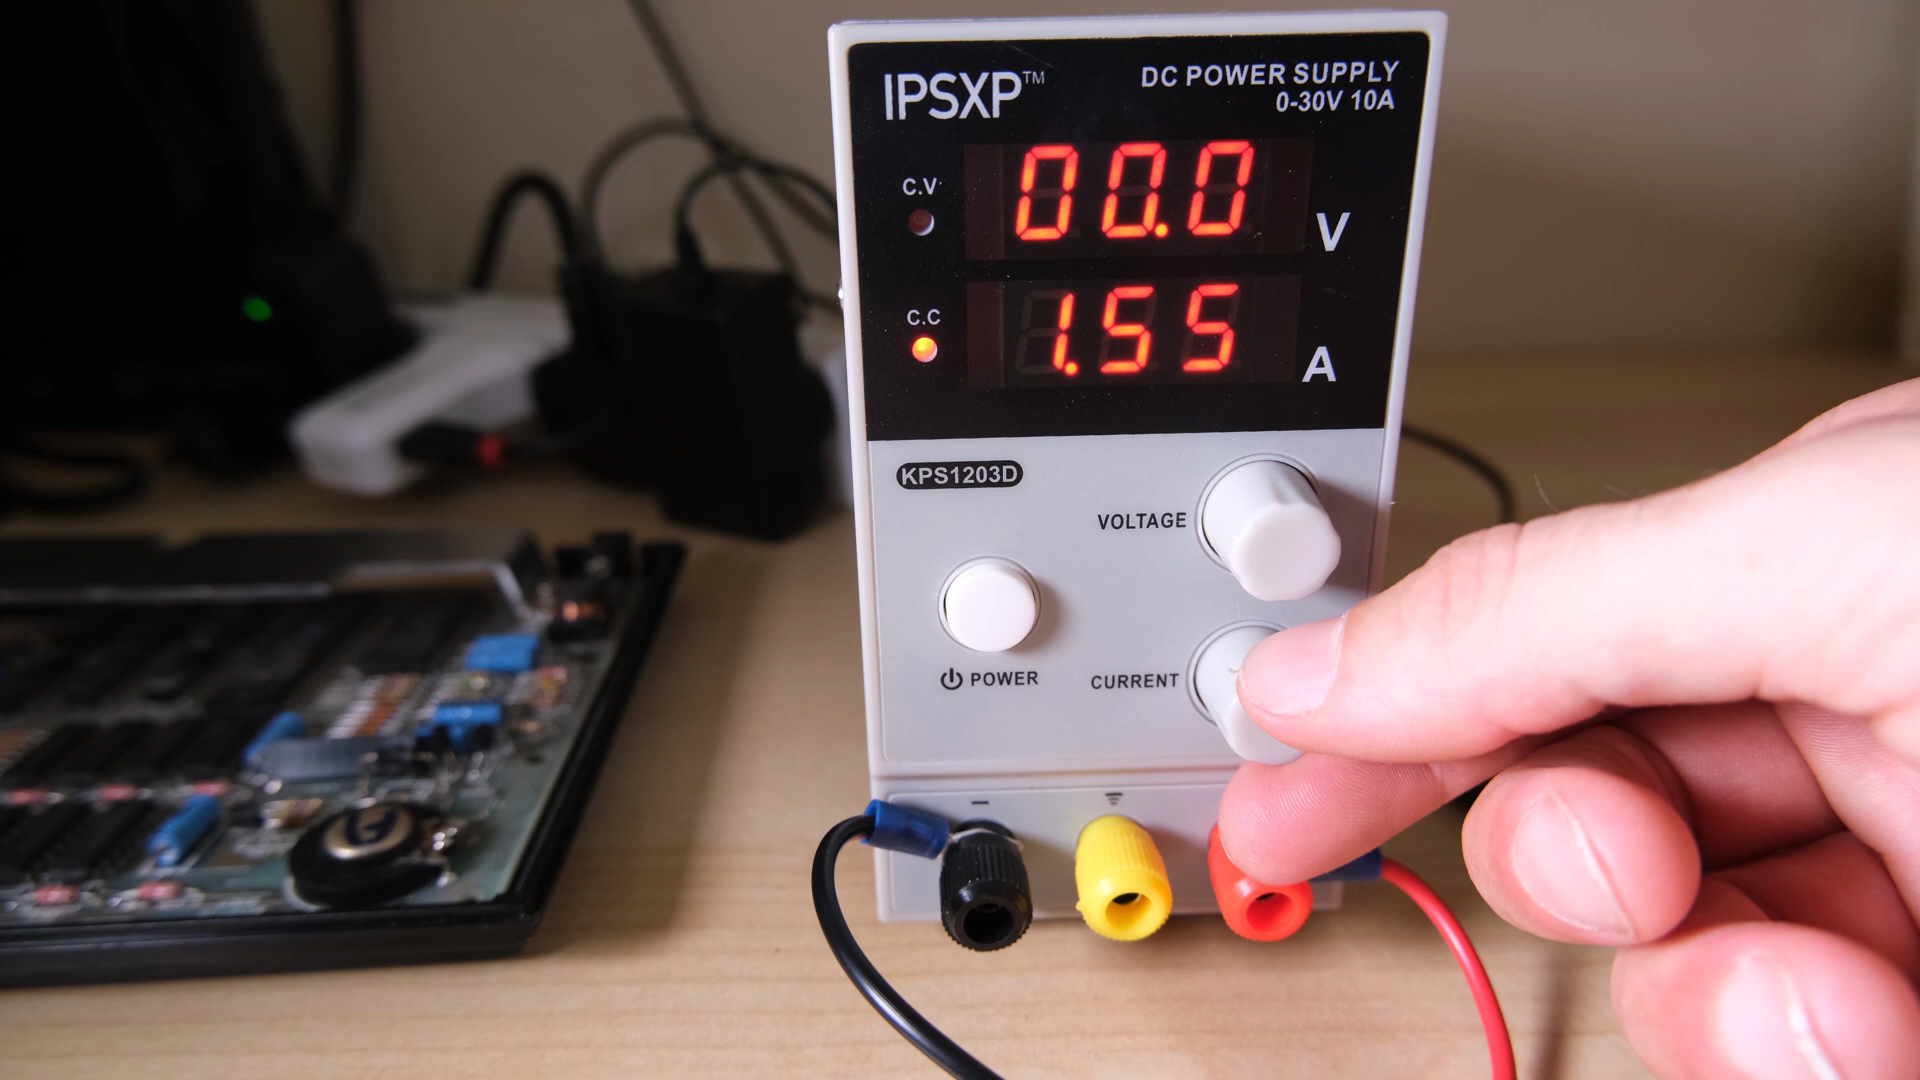 IPSXP™
DC POWER SUPPLY
0-30V 10A
C.V
00.0
V
C.C
1.55
A
KPS1203D
VOLTAGE
POWER
CURRENT
−